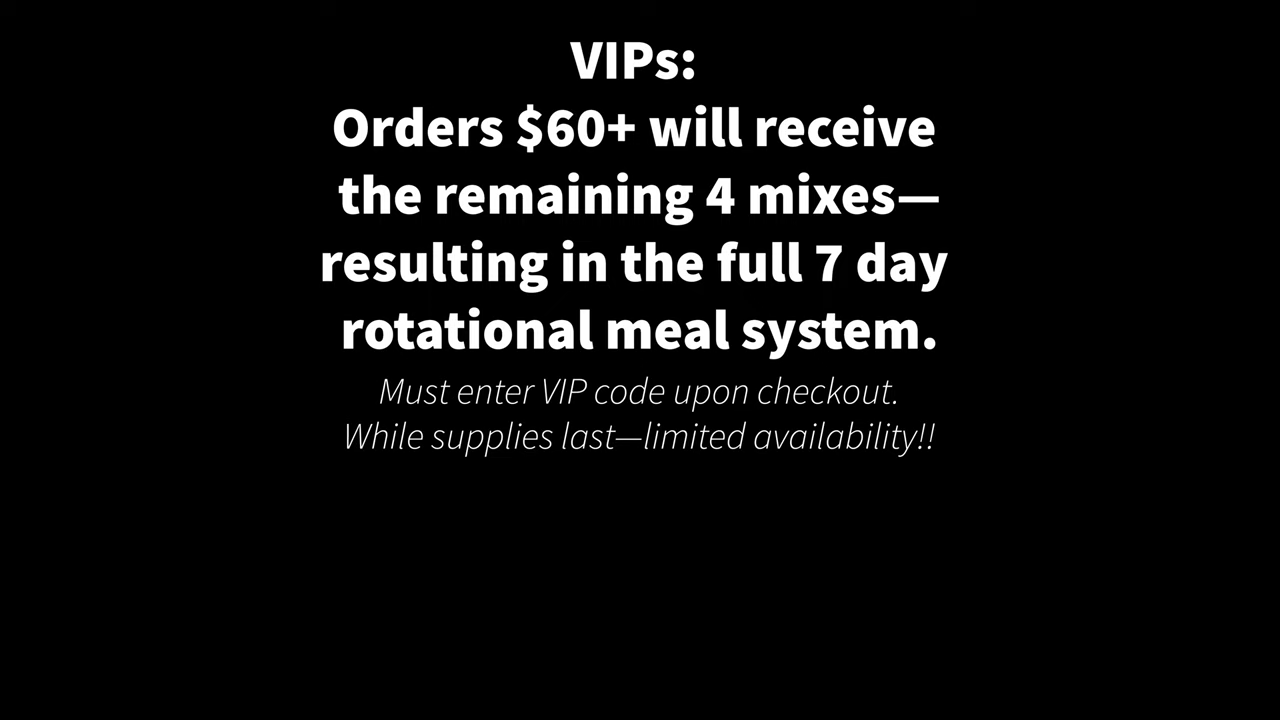 VIPs:
Orders $60+ will receive
the remaining 4 mixes—
resulting in the full 7 day
rotational meal system.
Must enter VIP code upon checkout.
While supplies last—limited availability!!